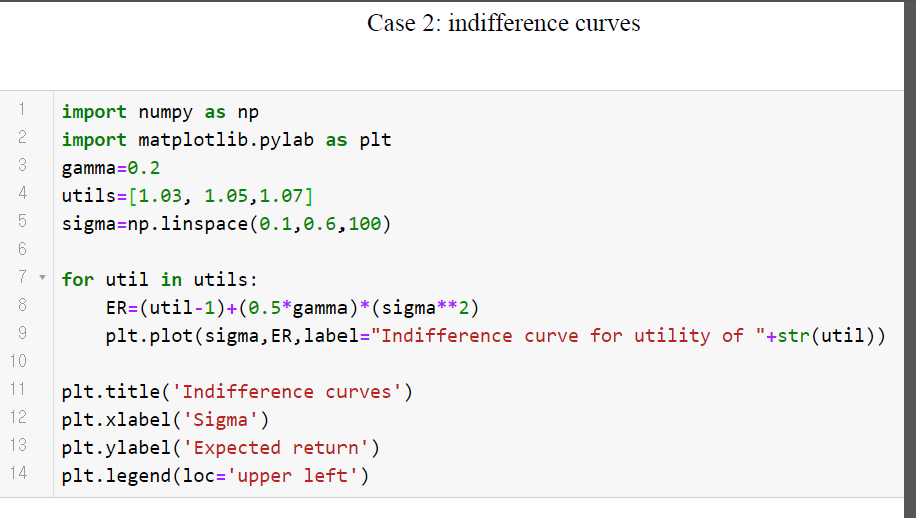 Case 2: indifference curves
1 import numpy as np
2 import matplotlib.pylab as plt
3 gamma=0.2
4 utils=[1.03, 1.05,1.07]
5 sigma=np.linspace(0.1,0.6,100)
6
7 for util in utils:
8     ER=(util-1)+(0.5*gamma)*(sigma**2)
9     plt.plot(sigma,ER,label="Indifference curve for utility of "+str(util))
10
11 plt.title('Indifference curves')
12 plt.xlabel('Sigma')
13 plt.ylabel('Expected return')
14 plt.legend(loc='upper left')